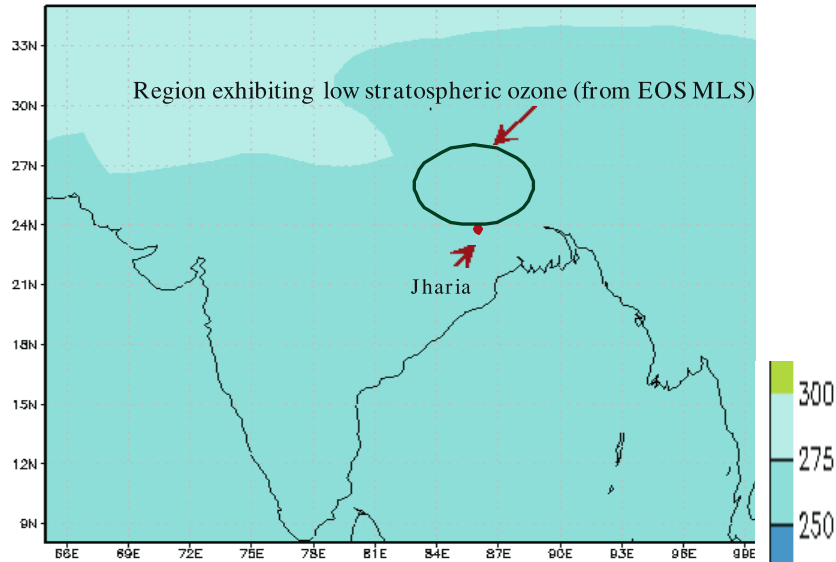 33N
Region exhibiting low stratospheric ozone (from EOS MLS)
30N
27N
24N
21N
Jharia
18N
15N
12N
9N
66E 69E 72E 75E 78E 81E 84E 87E 90E 93E 96E 99E
300
275
250